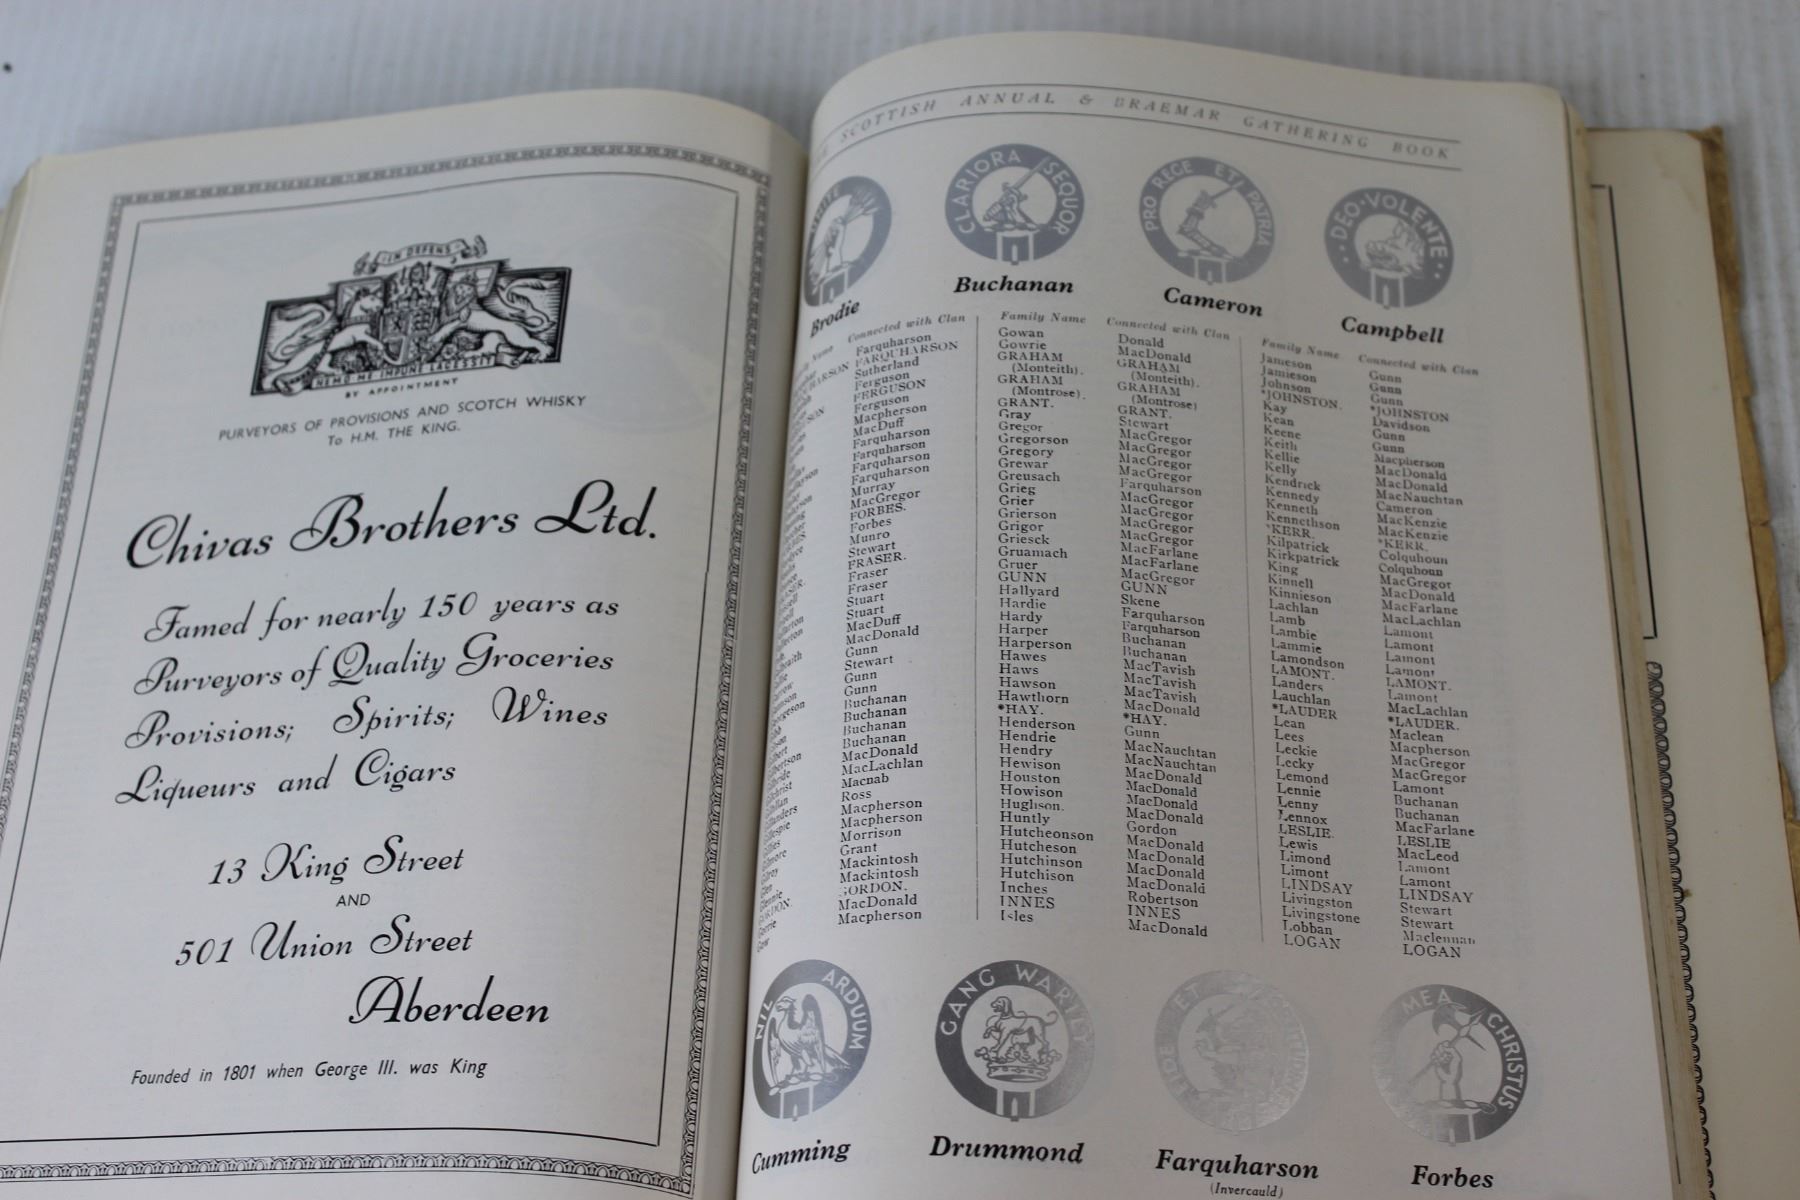 IN DEFENS
NEMO ME IMPUNE LACESSIT
BY APPOINTMENT
PURVEYORS OF PROVISIONS AND SCOTCH WHISKY
To H.M. THE KING.
Chivas Brothers Ltd.
Famed for nearly 150 years as
Purveyors of Quality Groceries
Provisions; Spirits; Wines
Liqueurs and Cigars
13 King Street
AND
501 Union Street
Aberdeen
Founded in 1801 when George III. was King
SCOTTISH ANNUAL & BRAEMAR GATHERING BOOK
CLARIORA SEQUOR
PRO REGE ET PATRIA
DEO·VOLENTE
Brodie
Buchanan
Cameron
Campbell
Name Connected with Clan
Farquharson
FARQUHARSON
Sutherland
Ferguson
FERGUSON
Ferguson
Macpherson
MacDuff
Farquharson
Farquharson
Farquharson
Farquharson
Murray
MacGregor
FORBES.
Forbes
Munro
Stewart
FRASER.
Fraser
Fraser
Stuart
Stuart
MacDuff
MacDonald
Gunn
Stewart
Gunn
Gunn
Buchanan
Buchanan
Buchanan
Buchanan
MacDonald
MacLachlan
Macnab
Ross
Macpherson
Macpherson
Morrison
Grant
Mackintosh
Mackintosh
GORDON.
MacDonald
Macpherson
Family Name
Gowan
Gowrie
GRAHAM
(Monteith).
GRAHAM
(Montrose).
GRANT.
Gray
Gregor
Gregorson
Gregory
Grewar
Greusach
Grieg
Grier
Grierson
Grigor
Griesck
Gruamach
Gruer
GUNN
Hallyard
Hardie
Hardy
Harper
Harperson
Hawes
Haws
Hawson
Hawthorn
*HAY.
Henderson
Hendrie
Hendry
Hewison
Houston
Howison
Hughson.
Huntly
Hutcheonson
Hutcheson
Hutchinson
Hutchison
Inches
INNES
Isles
Connected with Clan
Donald
MacDonald
GRAHAM
(Monteith).
GRAHAM
(Montrose)
GRANT.
Stewart
MacGregor
MacGregor
MacGregor
MacGregor
Farquharson
MacGregor
MacGregor
MacGregor
MacGregor
MacFarlane
MacFarlane
MacGregor
GUNN
Skene
Farquharson
Farquharson
Buchanan
Buchanan
MacTavish
MacTavish
MacTavish
MacDonald
*HAY.
Gunn
MacNauchtan
MacNauchtan
MacDonald
MacDonald
MacDonald
MacDonald
Gordon
MacDonald
MacDonald
MacDonald
MacDonald
Robertson
INNES
MacDonald
Family Name
Jameson
Jamieson
Johnson
*JOHNSTON.
Kay
Kean
Keene
Keith
Kellie
Kelly
Kendrick
Kennedy
Kenneth
Kennethson
*KERR.
Kilpatrick
Kirkpatrick
King
Kinnell
Kinnieson
Lachlan
Lamb
Lambie
Lammie
Lamondson
LAMONT.
Landers
Lauchlan
*LAUDER
Lean
Lees
Leckie
Lecky
Lemond
Lennie
Lenny
Lennox
LESLIE.
Lewis
Limond
Limont
LINDSAY
Livingston
Livingstone
Lobban
LOGAN
Connected with Clan
Gunn
Gunn
Gunn
*JOHNSTON
Davidson
Gunn
Gunn
Macpherson
MacDonald
MacDonald
MacNauchtan
Cameron
MacKenzie
MacKenzie
*KERR.
Colquhoun
Colquhoun
MacGregor
MacDonald
MacFarlane
MacLachlan
Lamont
Lamont
Lamont
Lamont
LAMONT.
Lamont
MacLachlan
*LAUDER.
Maclean
Macpherson
MacGregor
MacGregor
Lamont
Buchanan
Buchanan
MacFarlane
LESLIE
MacLeod
Lamont
Lamont
LINDSAY
Stewart
Stewart
Maclennan
LOGAN
NIL ARDUUM
GANG WARILY
FIDE ET
MEA CHRISTUS
Cumming
Drummond
Farquharson
(Invercauld)
Forbes